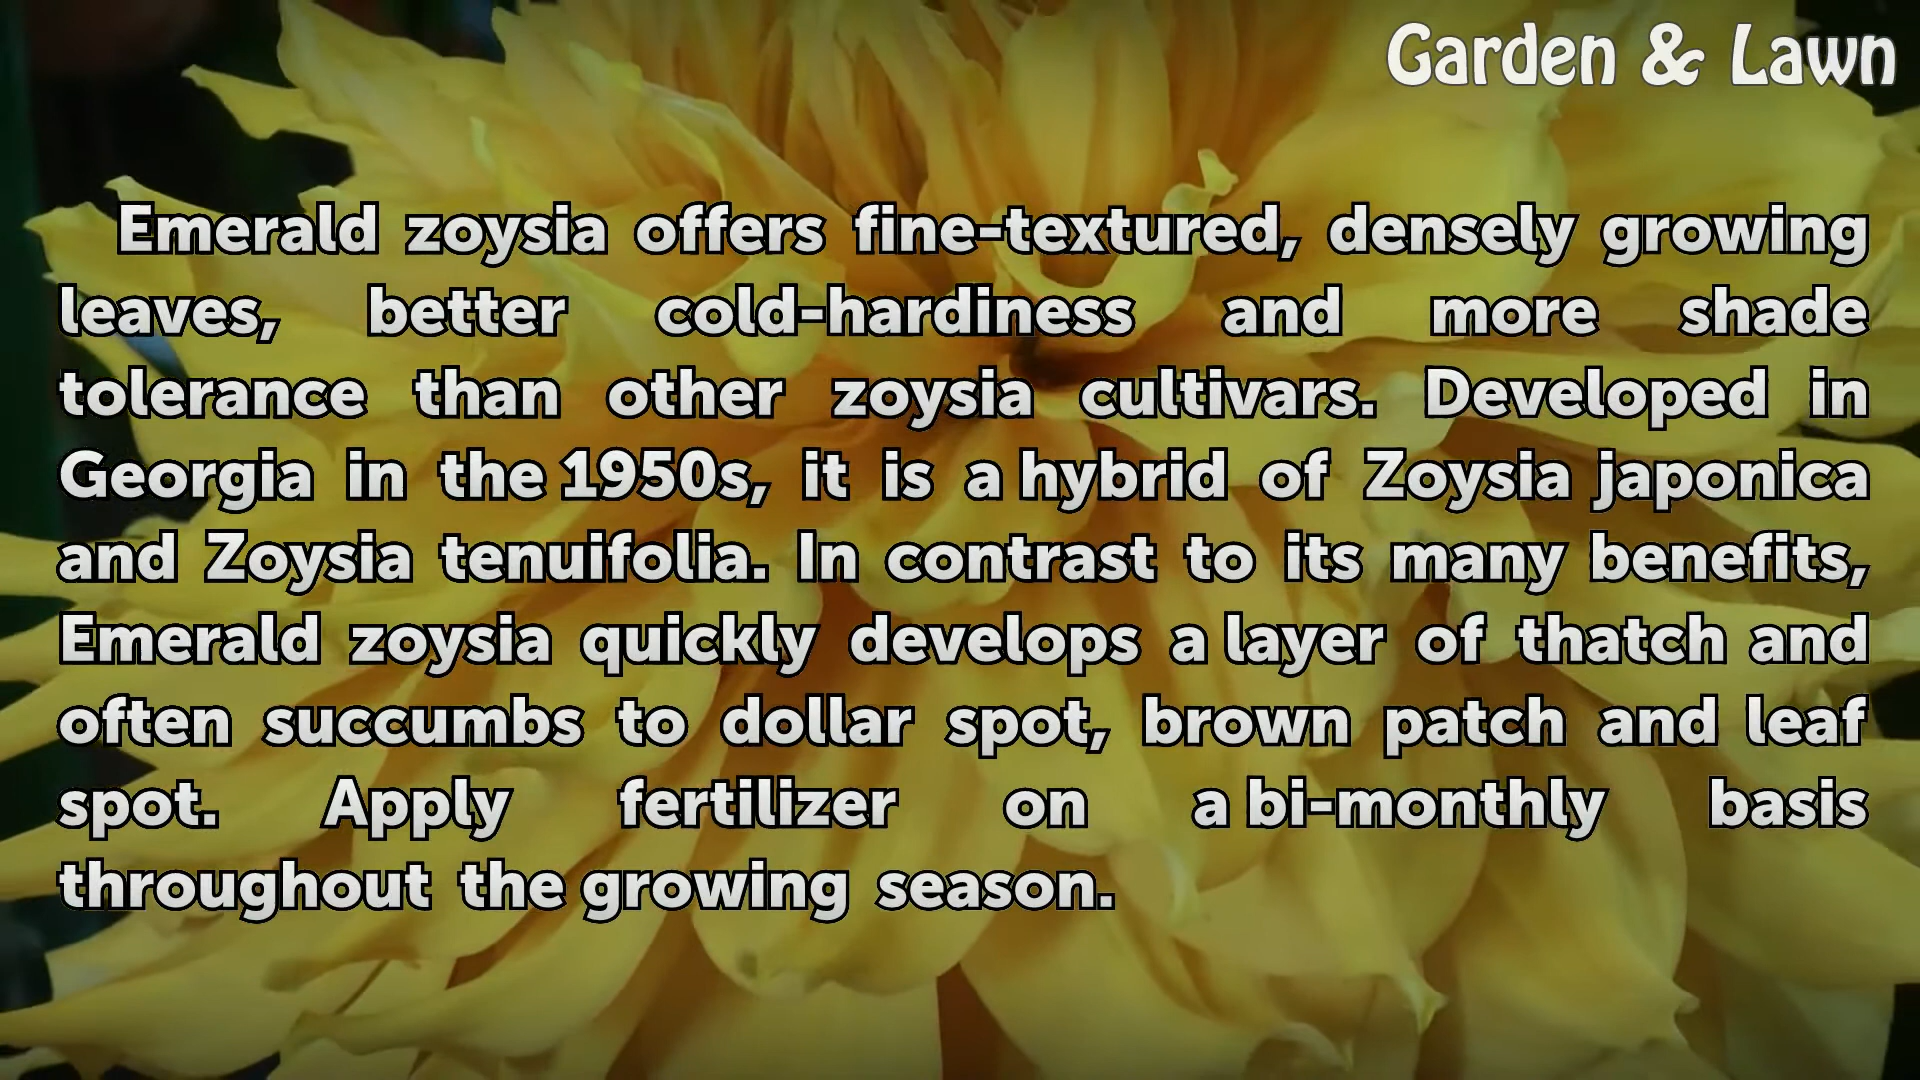 Garden & Lawn
Emerald zoysia offers fine-textured, densely growing
leaves, better cold-hardiness and more shade
tolerance than other zoysia cultivars. Developed in
Georgia in the 1950s, it is a hybrid of Zoysia japonica
and Zoysia tenuifolia. In contrast to its many benefits,
Emerald zoysia quickly develops a layer of thatch and
often succumbs to dollar spot, brown patch and leaf
spot. Apply fertilizer on a bi-monthly basis
throughout the growing season.